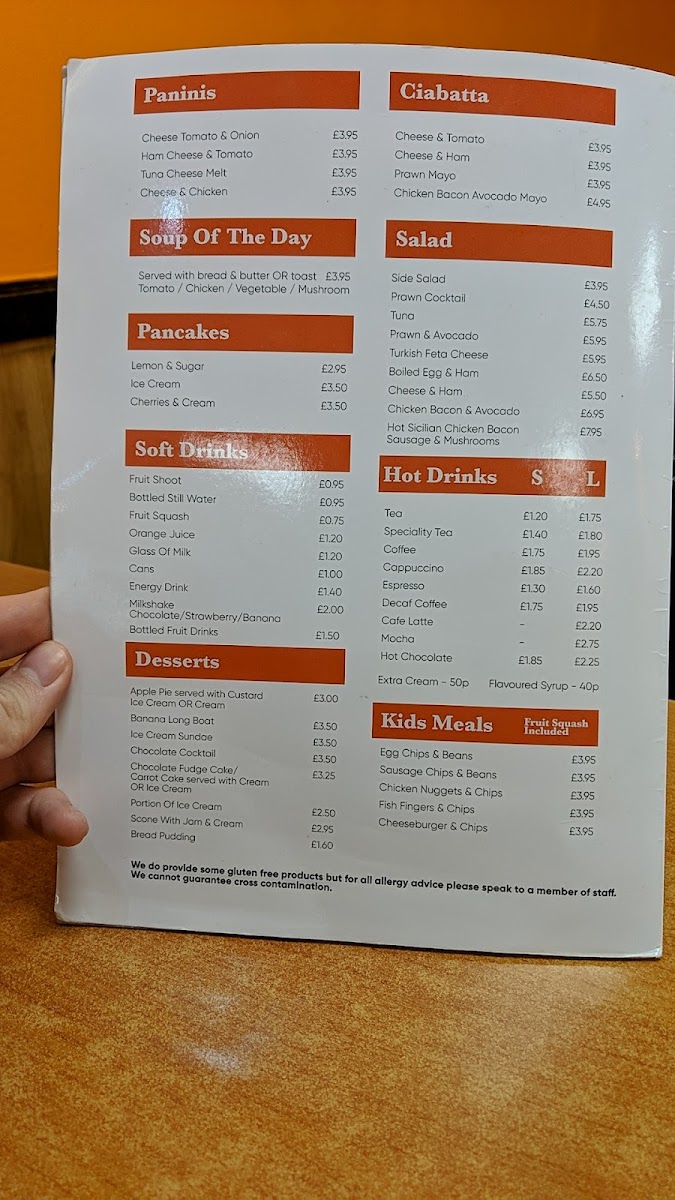 Paninis
Cheese Tomato & Onion £3.95
Ham Cheese & Tomato £3.95
Tuna Cheese Melt £3.95
Cheese & Chicken £3.95
Soup Of The Day
Served with bread & butter OR toast £3.95
Tomato / Chicken / Vegetable / Mushroom
Pancakes
Lemon & Sugar £2.95
Ice Cream £3.50
Cherries & Cream £3.50
Soft Drinks
Fruit Shoot £0.95
Bottled Still Water £0.95
Fruit Squash £0.75
Orange Juice £1.20
Glass Of Milk £1.20
Cans £1.00
Energy Drink £1.40
Milkshake £2.00
Chocolate/Strawberry/Banana
Bottled Fruit Drinks £1.50
Desserts
Apple Pie served with Custard £3.00
Ice Cream OR Cream
Banana Long Boat £3.50
Ice Cream Sundae £3.50
Chocolate Cocktail £3.50
Chocolate Fudge Cake/ £3.25
Carrot Cake served with Cream
OR Ice Cream
Portion Of Ice Cream £2.50
Scone With Jam & Cream £2.95
Bread Pudding £1.60
Ciabatta
Cheese & Tomato £3.95
Cheese & Ham £3.95
Prawn Mayo £3.95
Chicken Bacon Avocado Mayo £4.95
Salad
Side Salad £3.95
Prawn Cocktail £4.50
Tuna £5.75
Prawn & Avocado £5.95
Turkish Feta Cheese £5.95
Boiled Egg & Ham £6.50
Cheese & Ham £5.50
Chicken Bacon & Avocado £6.95
Hot Sicilian Chicken Bacon £7.95
Sausage & Mushrooms
Hot Drinks S L
Tea £1.20 £1.75
Speciality Tea £1.40 £1.80
Coffee £1.75 £1.95
Cappuccino £1.85 £2.20
Espresso £1.30 £1.60
Decaf Coffee £1.75 £1.95
Cafe Latte - £2.20
Mocha - £2.75
Hot Chocolate £1.85 £2.25
Extra Cream - 50p Flavoured Syrup - 40p
Kids Meals Fruit Squash
Included
Egg Chips & Beans £3.95
Sausage Chips & Beans £3.95
Chicken Nuggets & Chips £3.95
Fish Fingers & Chips £3.95
Cheeseburger & Chips £3.95
We do provide some gluten free products but for all allergy advice please speak to a member of staff.
We cannot guarantee cross contamination.